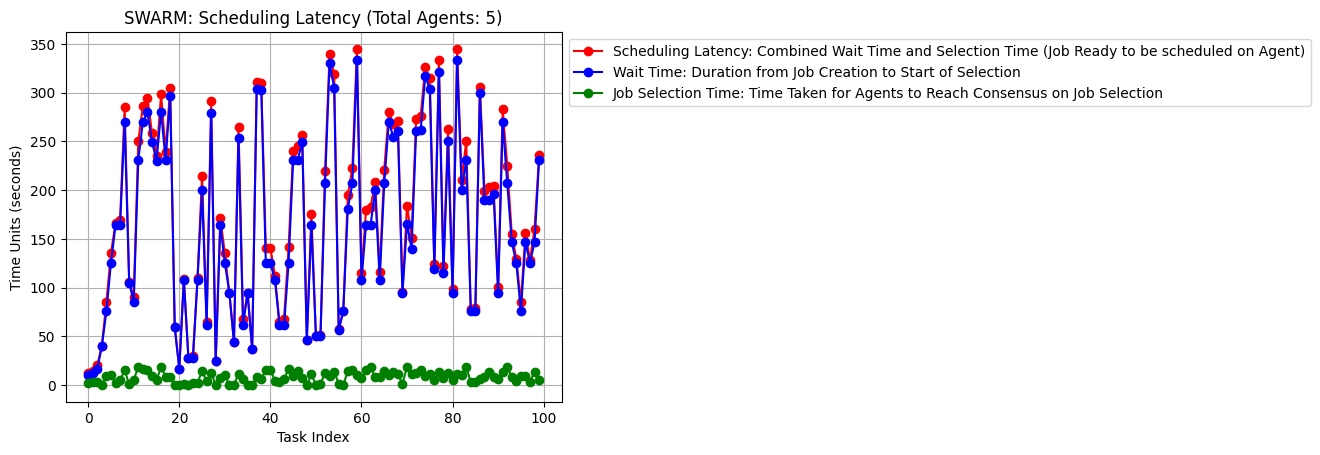 SWARM: Scheduling Latency (Total Agents: 5)
Scheduling Latency: Combined Wait Time and Selection Time (Job Ready to be scheduled on Agent)
Wait Time: Duration from Job Creation to Start of Selection
Job Selection Time: Time Taken for Agents to Reach Consensus on Job Selection
Time Units (seconds)
350
300
250
200
150
100
50
0
0 20 40 60 80 100
Task Index